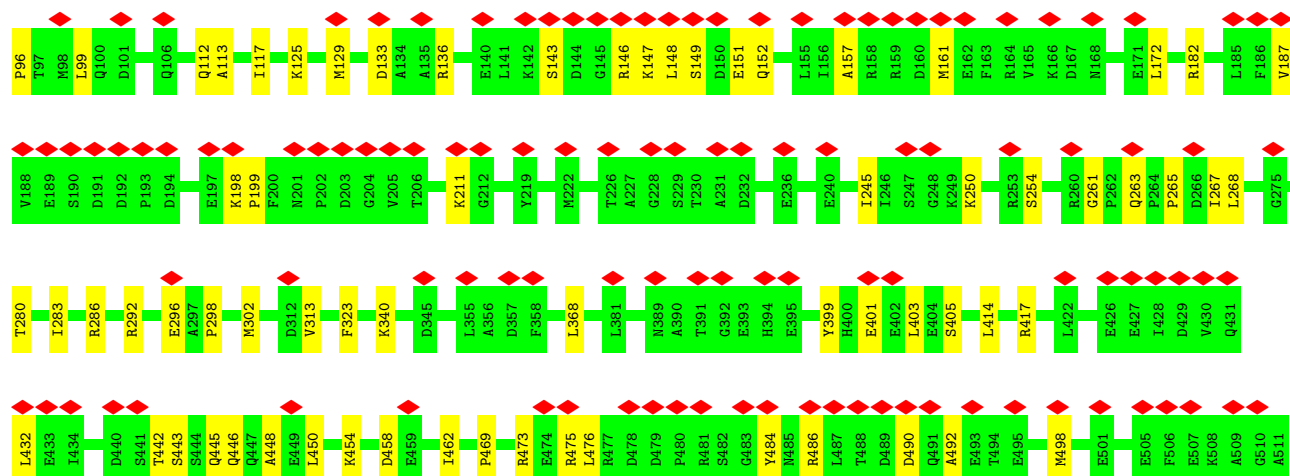 P96 T97 M98 L99 Q100 D101 Q106 Q112 A113 I117 K125 M129 D133 A134 A135 R136 E140 L141 K142 S143 D144 G145 R146 K147 L148 S149 D150 E151 Q152 L155 I156 A157 R158 R159 D160 M161 E162 F163 R164 V165 K166 D167 N168 E171 L172 R182 L185 F186 V187
V188 E189 S190 D191 D192 P193 D194 E197 K198 P199 F200 N201 P202 D203 G204 V205 T206 K211 G212 Y219 M222 T226 A227 G228 S229 T230 A231 D232 E236 E240 I245 I246 S247 G248 K249 K250 R253 S254 R260 G261 P262 Q263 P264 P265 D266 I267 L268 G275
T280 I283 R286 R292 E296 A297 P298 M302 D312 V313 F323 K340 D345 L355 A356 D357 F358 L368 L381 N389 A390 T391 G392 E393 H394 E395 Y399 H400 E401 E402 L403 E404 S405 L414 R417 L422 E426 E427 I428 D429 V430 Q431
L432 E433 I434 D440 S441 T442 S443 S444 Q445 Q446 Q447 A448 E449 L450 K454 D458 E459 I462 P469 R473 E474 R475 L476 R477 D478 D479 P480 R481 S482 G483 Y484 N485 R486 L487 T488 D489 D490 Q491 A492 E493 T494 E495 M498 E501 E505 F506 E507 K508 A509 G510 A511